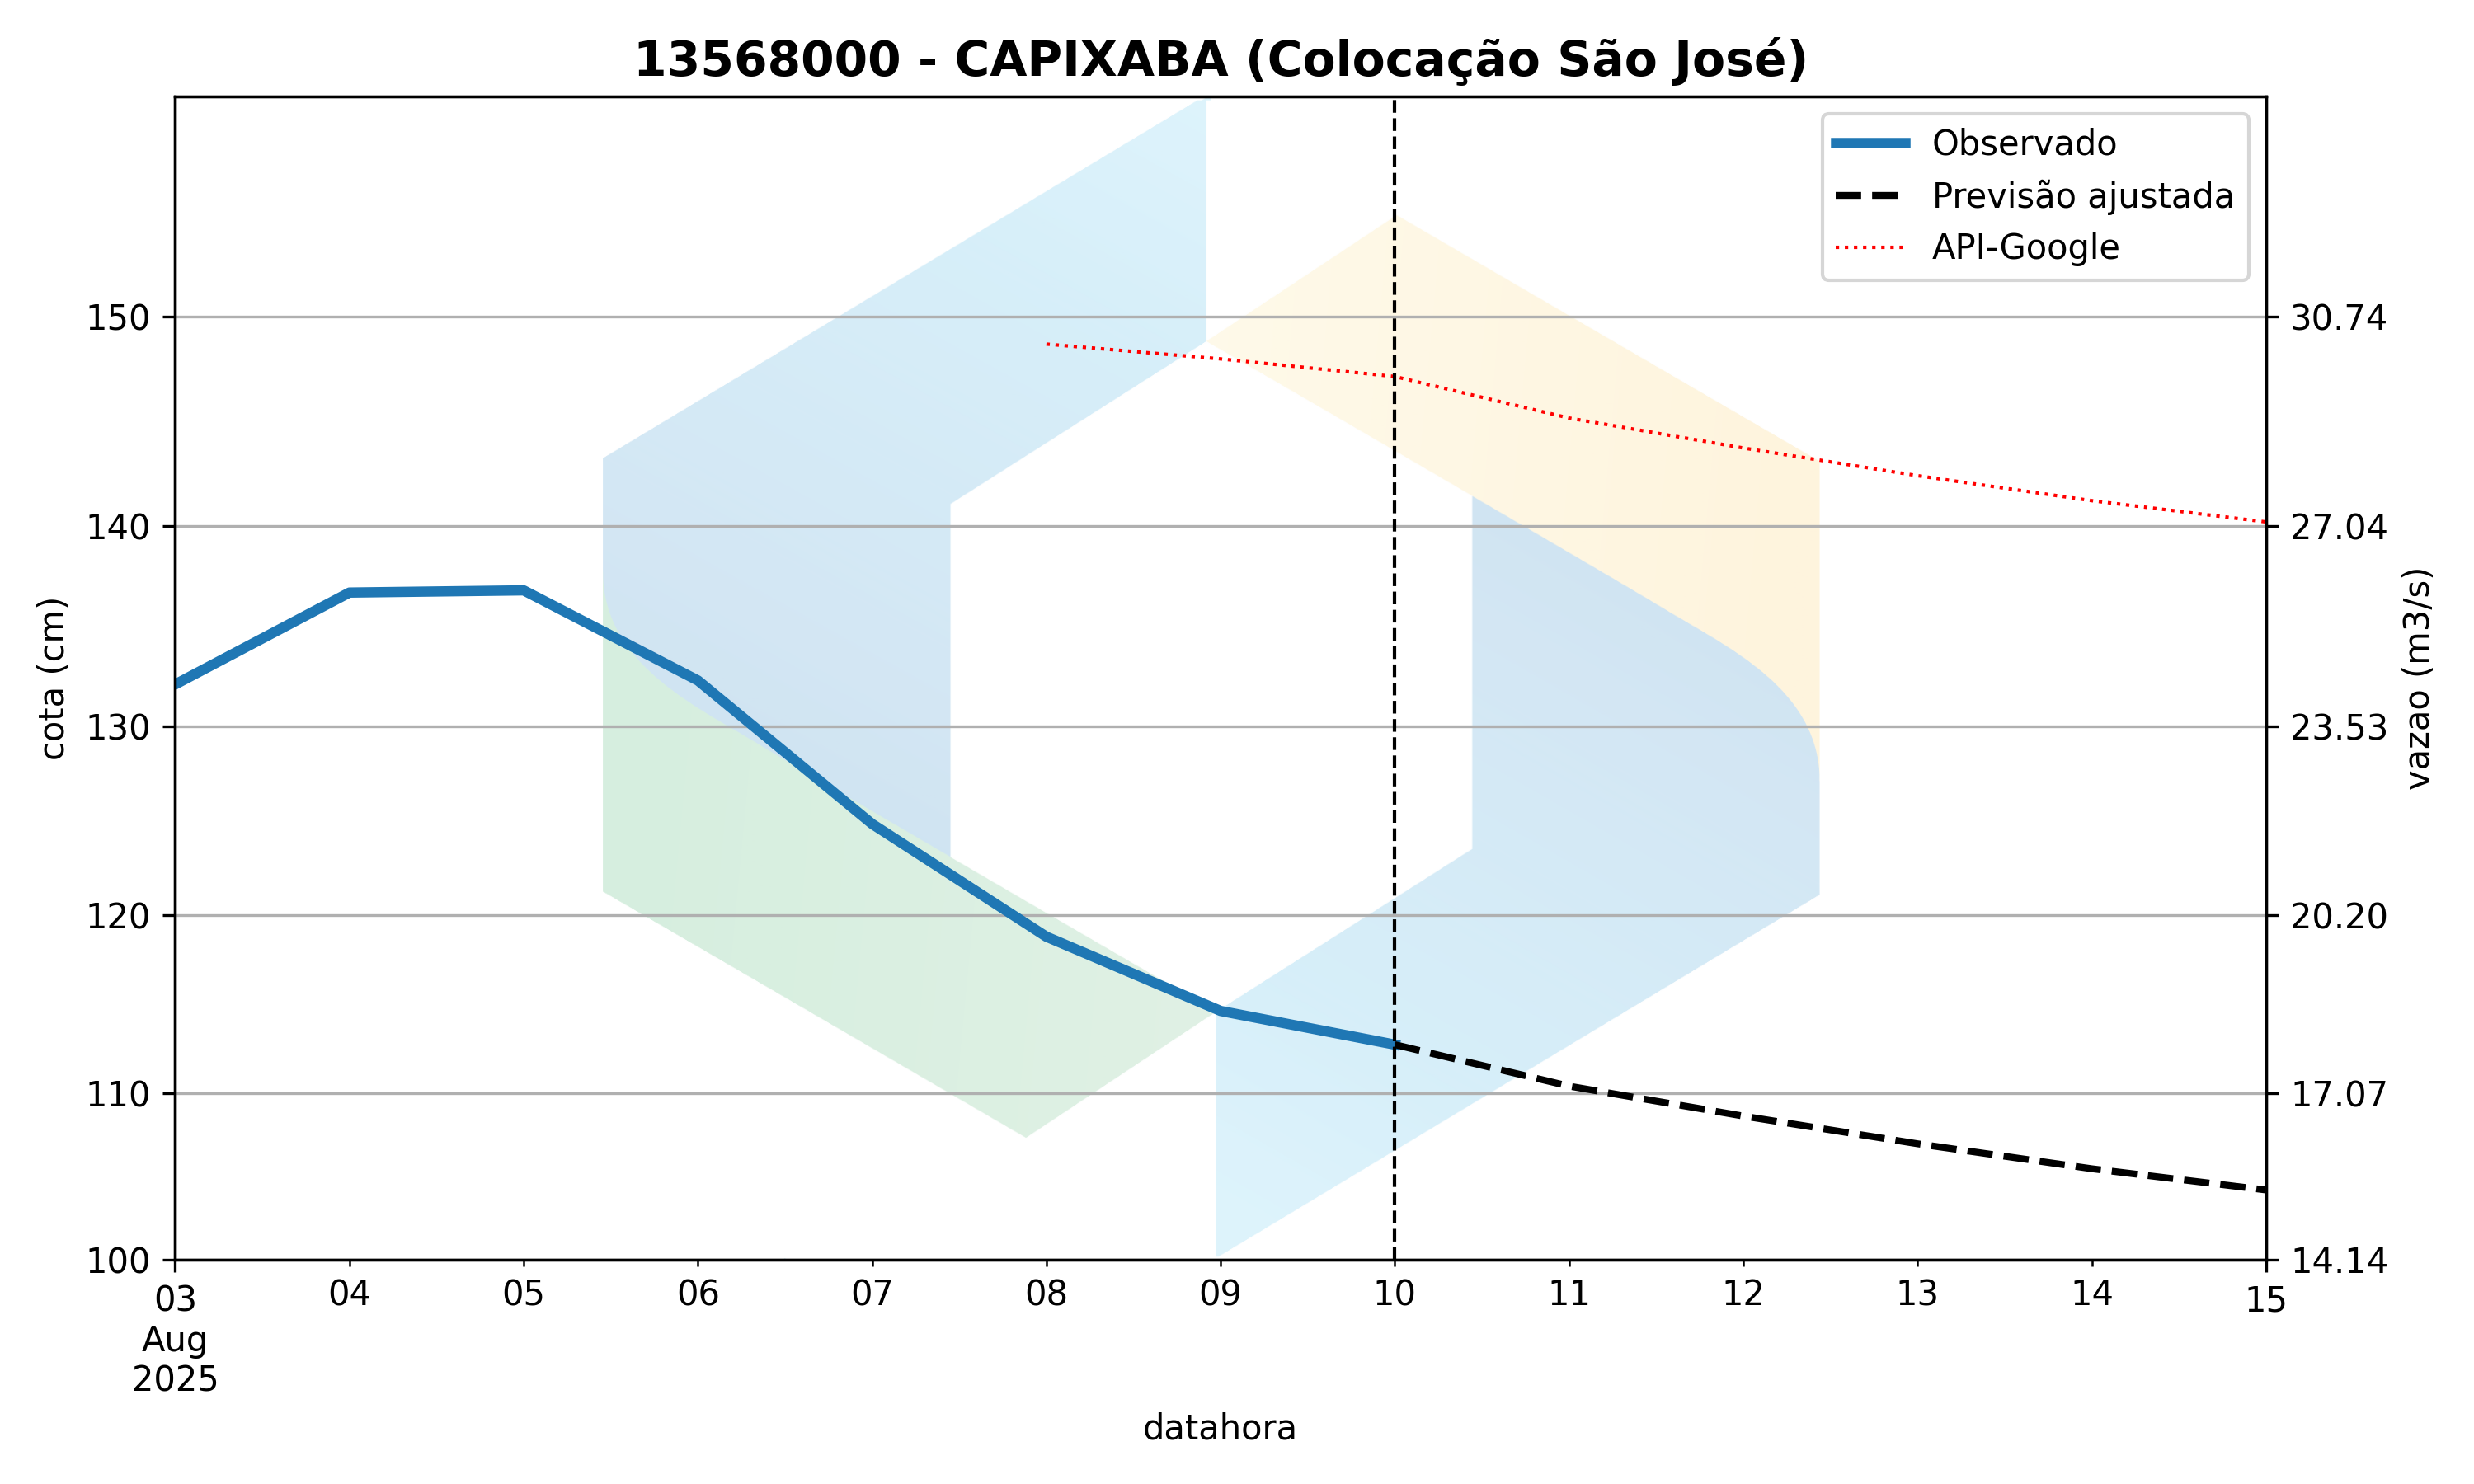 13568000 - CAPIXABA (Colocação São José)
Observado
Previsão ajustada
API-Google
150
140
130
120
110
100
cota (cm)
30.74
27.04
23.53
20.20
17.07
14.14
vazao (m3/s)
03 04 05 06 07 08 09 10 11 12 13 14 15
Aug
2025
datahora